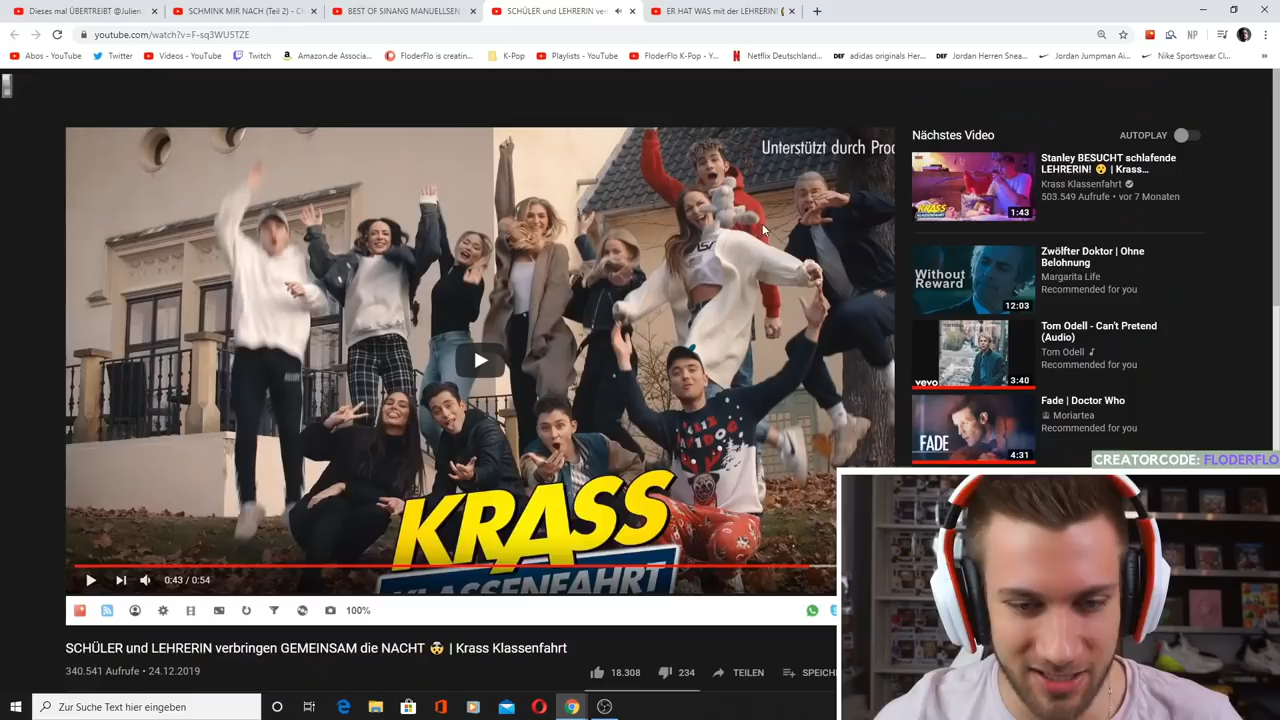 Dieses mal ÜBERTREIBT @Julien
SCHMINK MIR NACH (Teil 2) - Ch
BEST OF SINANG MANUELLSEN
SCHÜLER und LEHRERIN ver
ER HAT WAS mit der LEHRERIN!
youtube.com/watch?v=F-sq3WU5TZE
NP
Abos - YouTube
Twitter
Videos - YouTube
Twitch
Amazon.de Associa...
FloderFlo is creatin...
K-Pop
Playlists - YouTube
FloderFlo K-Pop - Y...
Netflix Deutschland...
DEF adidas originals Her...
DEF Jordan Herren Snea...
Jordan Jumpman Ai...
Nike Sportswear Cl...
»
Unterstützt durch Proc
KRASS
KLASSENFAHRT
0:43 / 0:54
100%
SCHÜLER und LEHRERIN verbringen GEMEINSAM die NACHT 🤯 | Krass Klassenfahrt
340.541 Aufrufe • 24.12.2019
18.308
234
TEILEN
SPEICH
Nächstes Video
AUTOPLAY
KRASS
KLASSENFAHRT
1:43
Stanley BESUCHT schlafende
LEHRERIN! 😮 | Krass...
Krass Klassenfahrt
503.549 Aufrufe • vor 7 Monaten
Without
Reward
12:03
Zwölfter Doktor | Ohne
Belohnung
Margarita Life
Recommended for you
vevo
3:40
Tom Odell - Can't Pretend
(Audio)
Tom Odell ♪
Recommended for you
FADE
4:31
Fade | Doctor Who
Moriartea
Recommended for you
CREATORCODE: FLODERFLO
Zur Suche Text hier eingeben